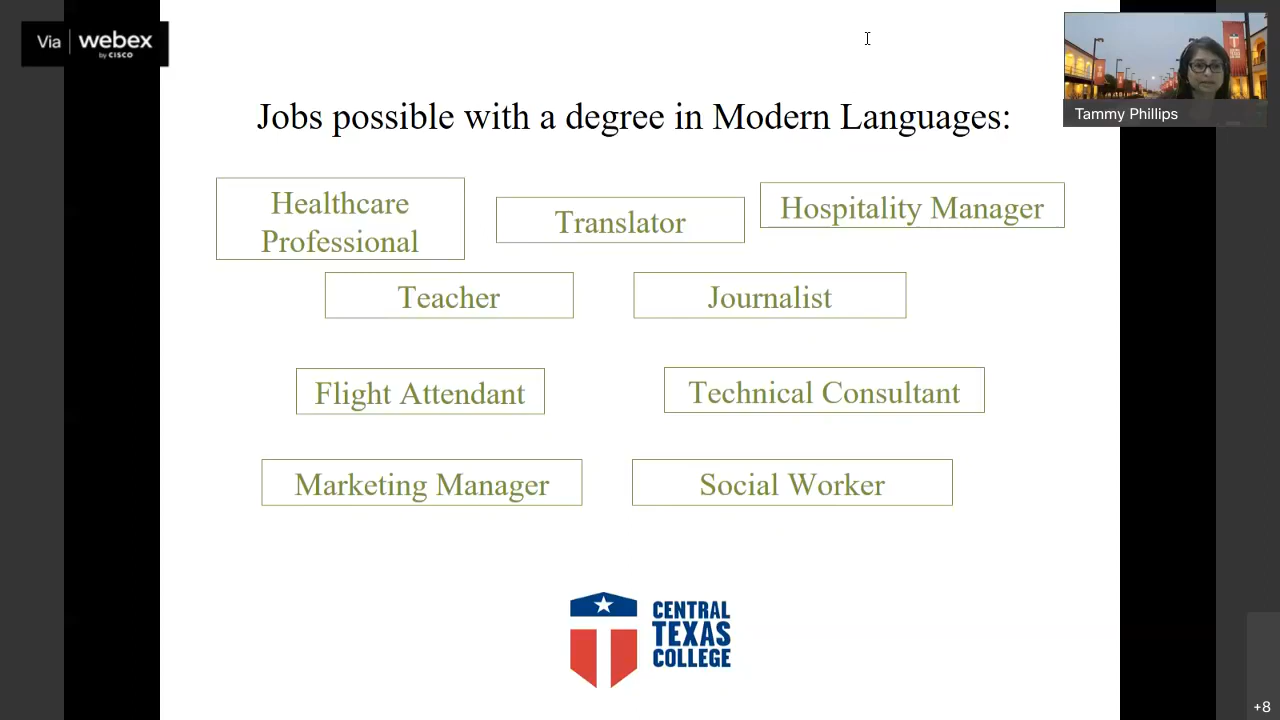 Via webex
by CISCO
Tammy Phillips
Jobs possible with a degree in Modern Languages:
Healthcare
Professional
Translator
Hospitality Manager
Teacher
Journalist
Flight Attendant
Technical Consultant
Marketing Manager
Social Worker
CENTRAL
TEXAS
COLLEGE
+8